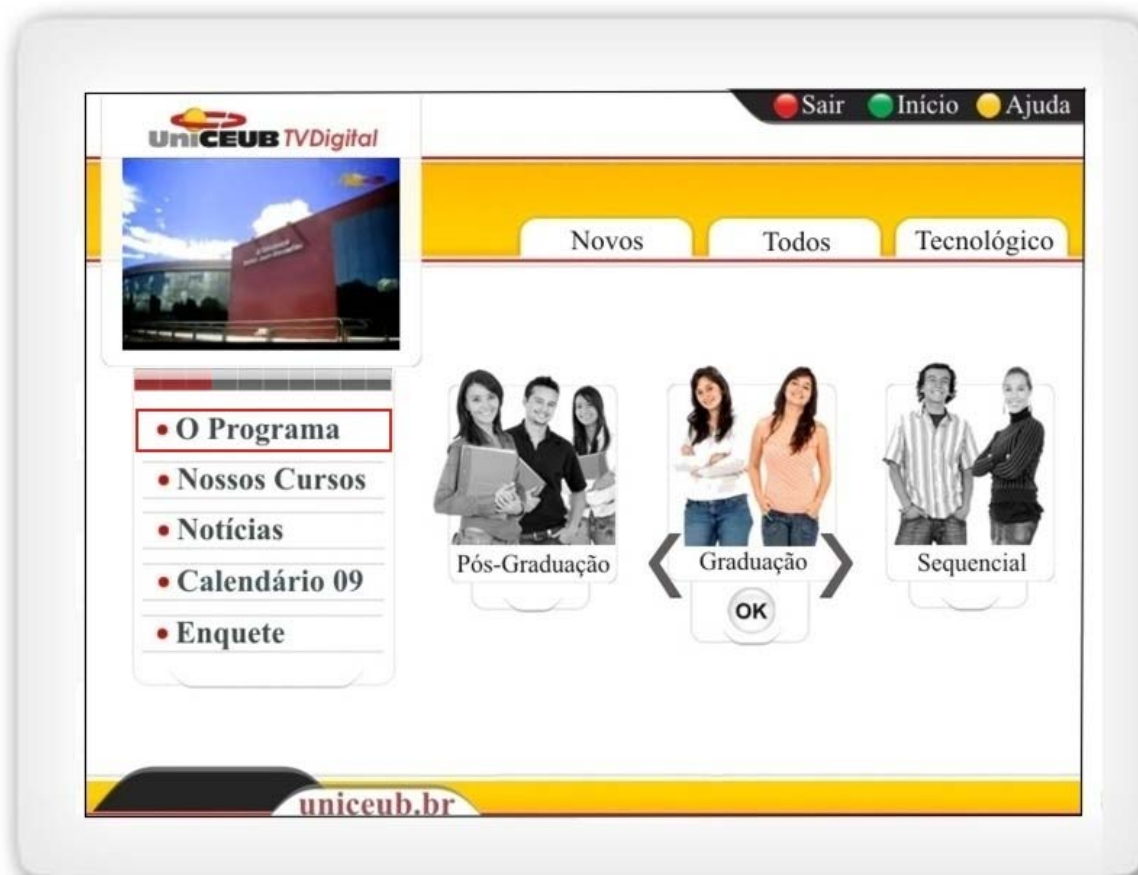 Sair Início Ajuda
UniCEUB TVDigital
Novos Todos Tecnológico
O Programa
Nossos Cursos
Notícias
Calendário 09
Enquete
Pós-Graduação
Graduação
Sequencial
OK
uniceub.br